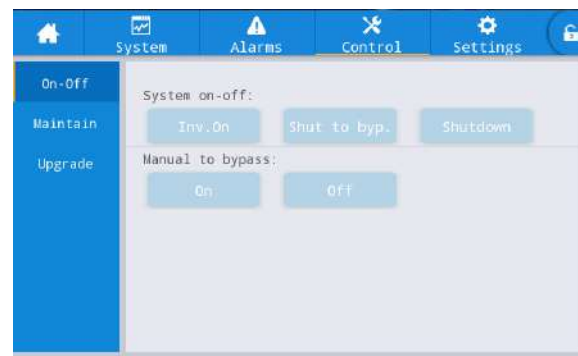 System Alarms Control Settings
On-Off
Maintain
Upgrade
System on-off:
Inv.On Shut to byp. Shutdown
Manual to bypass:
On Off